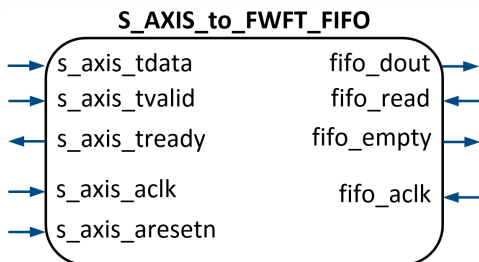 S_AXIS_to_FWFT_FIFO
s_axis_tdata fifo_dout
s_axis_tvalid fifo_read
s_axis_tready fifo_empty
s_axis_aclk fifo_aclk
s_axis_aresetn